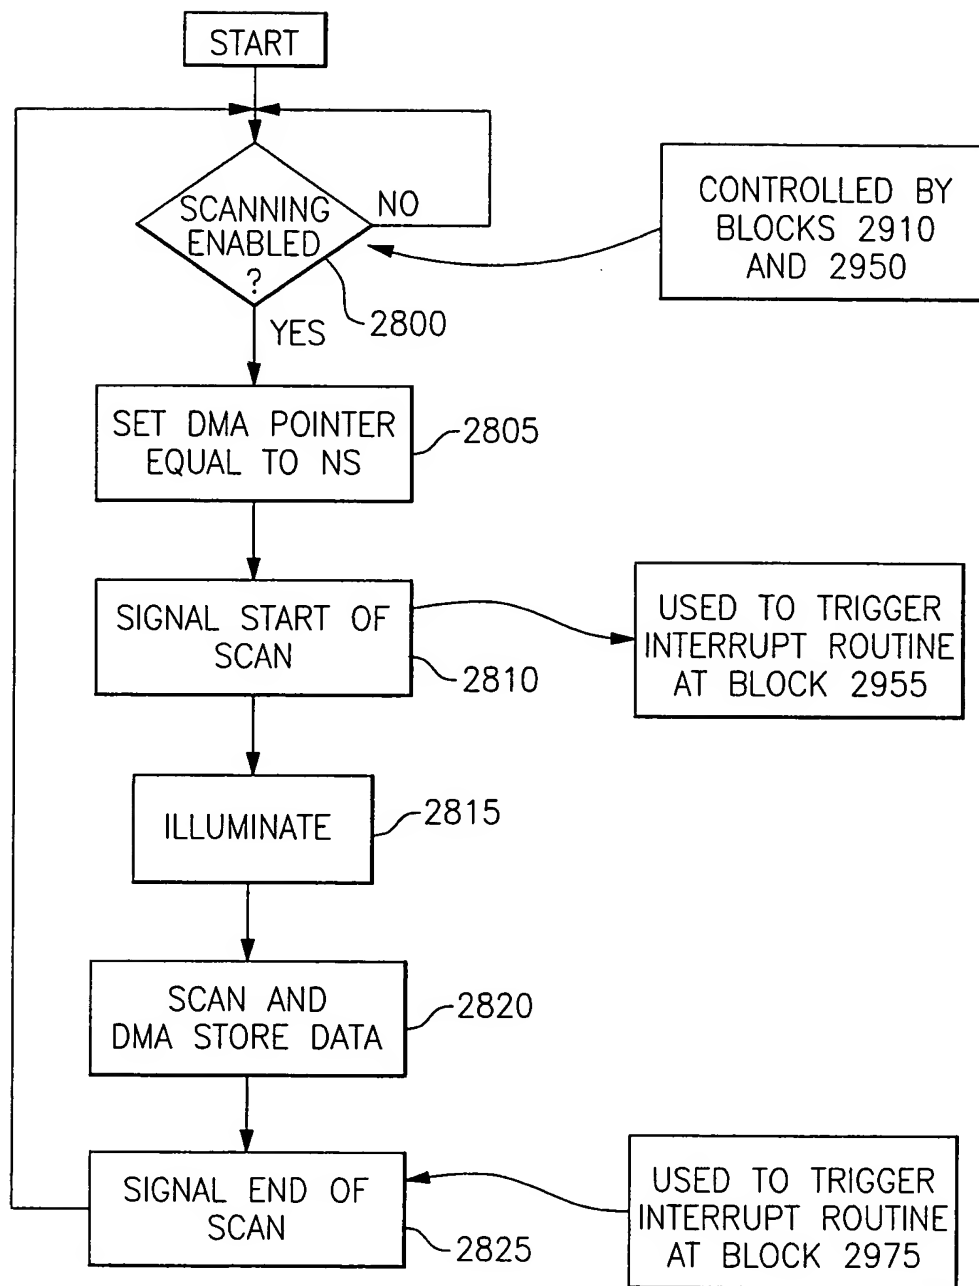 START
SCANNING
ENABLED
?
NO
YES
2800
CONTROLLED BY
BLOCKS 2910
AND 2950
SET DMA POINTER
EQUAL TO NS
2805
SIGNAL START OF
SCAN
2810
USED TO TRIGGER
INTERRUPT ROUTINE
AT BLOCK 2955
ILLUMINATE
2815
SCAN AND
DMA STORE DATA
2820
SIGNAL END OF
SCAN
2825
USED TO TRIGGER
INTERRUPT ROUTINE
AT BLOCK 2975